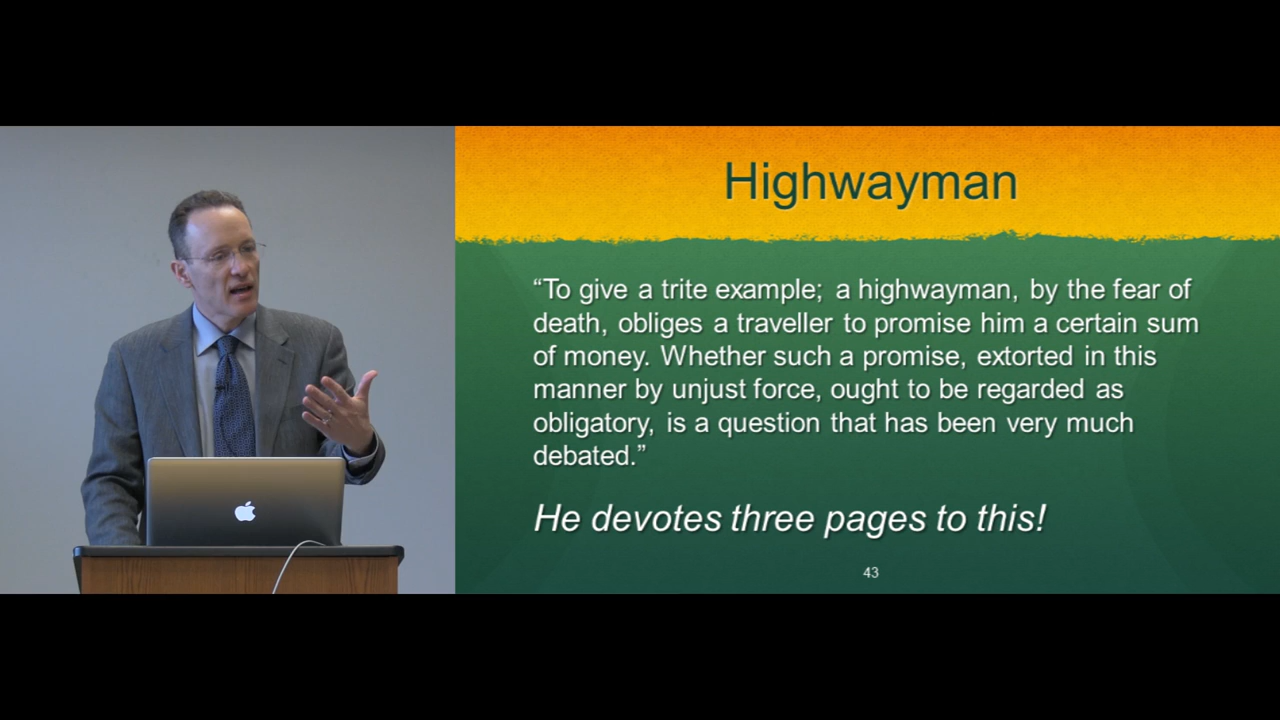 Highwayman
“To give a trite example; a highwayman, by the fear of
death, obliges a traveller to promise him a certain sum
of money. Whether such a promise, extorted in this
manner by unjust force, ought to be regarded as
obligatory, is a question that has been very much
debated.”
He devotes three pages to this!
43